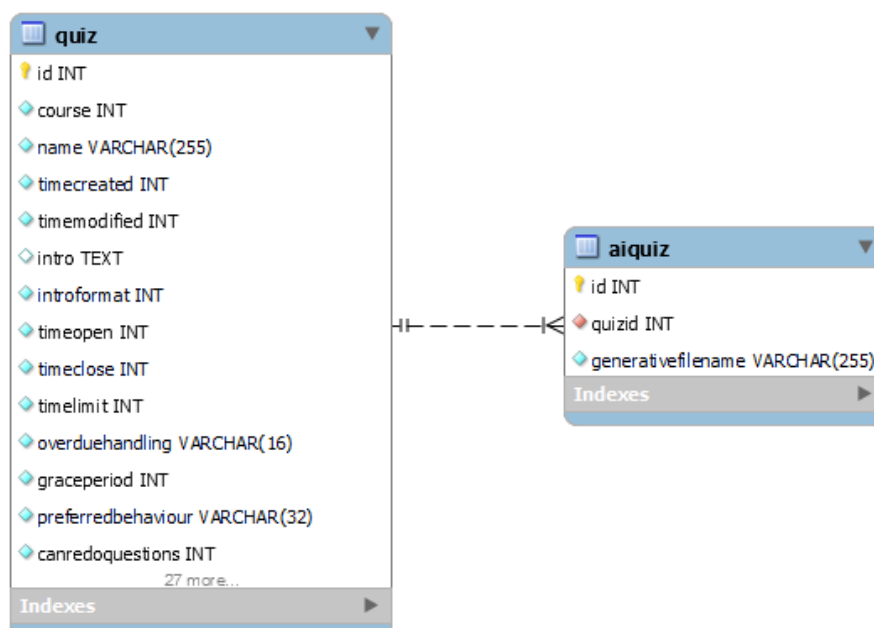 quiz
id INT
course INT
name VARCHAR(255)
timecreated INT
timemodified INT
intro TEXT
introformat INT
timeopen INT
timeclose INT
timelimit INT
overduehandling VARCHAR(16)
graceperiod INT
preferredbehaviour VARCHAR(32)
canredoquestions INT
27 more...
Indexes
aiquiz
id INT
quizid INT
generativefilename VARCHAR(255)
Indexes